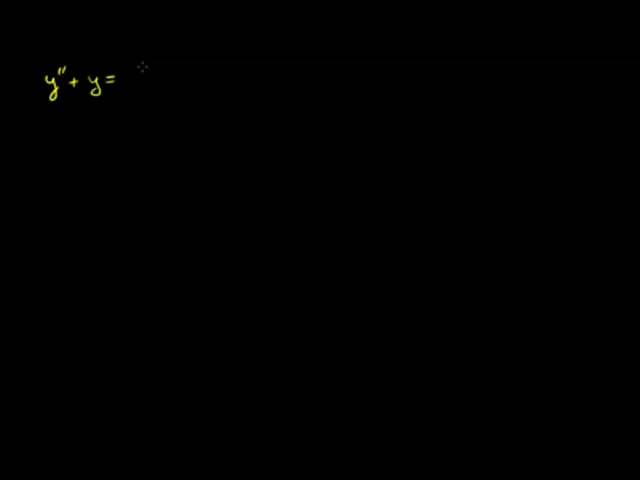 y'' + y =